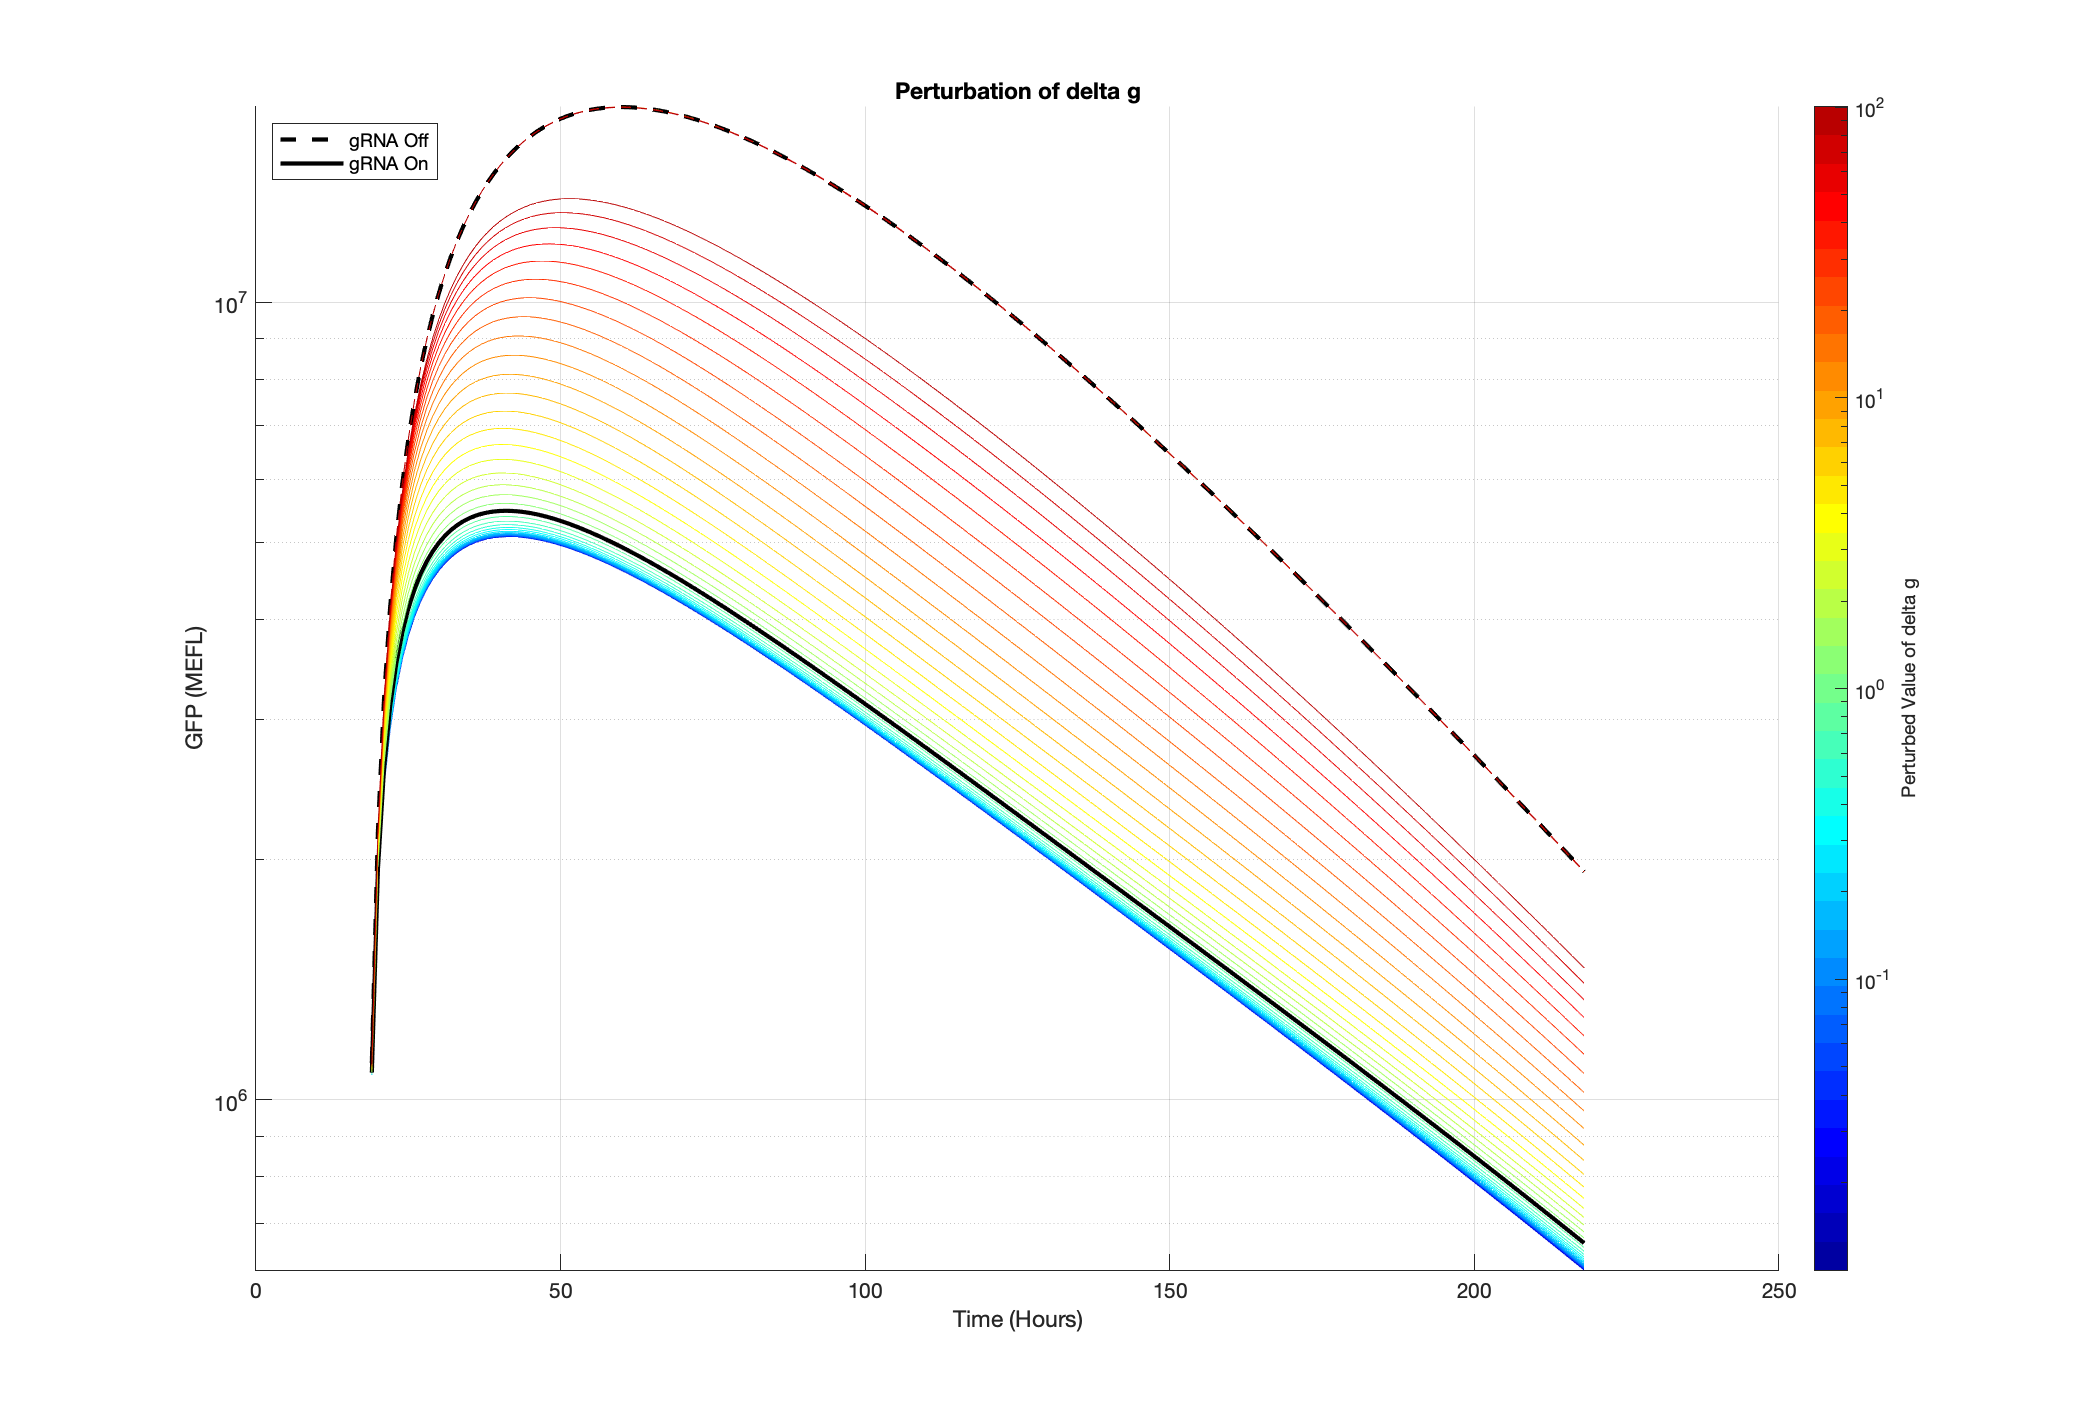 Perturbation of delta g
gRNA Off
gRNA On
GFP (MEFL)
10^7
10^6
0 50 100 150 200 250
Time (Hours)
10^2
10^1
10^0
10^-1
Perturbed Value of delta g